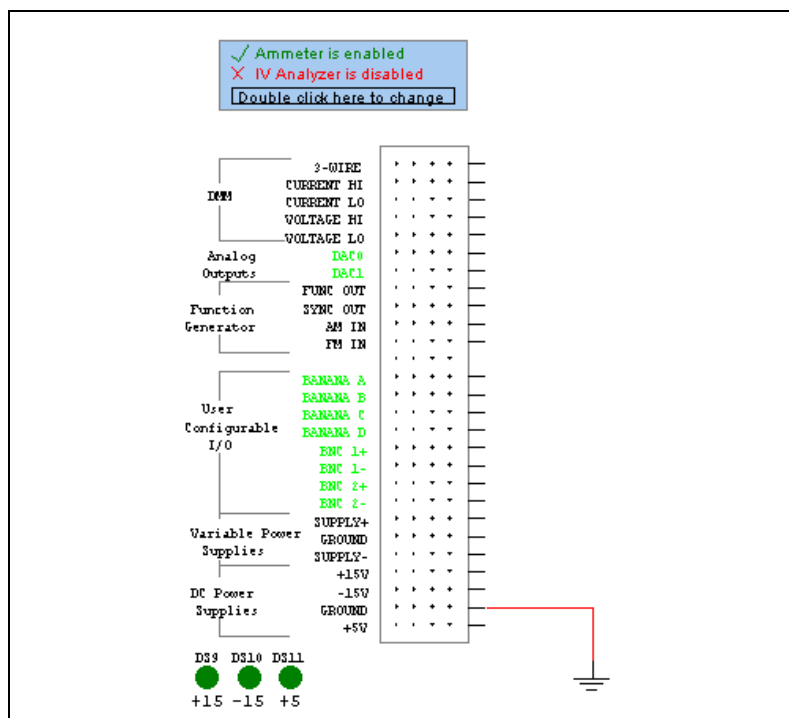 ✓ Ammeter is enabled
✗ IV Analyzer is disabled
Double click here to change
DMM
3-WIRE
CURRENT HI
CURRENT LO
VOLTAGE HI
VOLTAGE LO
Analog
Outputs
DAC0
DAC1
Function
Generator
FUNC OUT
SYNC OUT
AM IN
FM IN
User
Configurable
I/O
BANANA A
BANANA B
BANANA C
BANANA D
BNC 1+
BNC 1-
BNC 2+
BNC 2-
Variable Power
Supplies
SUPPLY+
GROUND
SUPPLY-
DC Power
Supplies
+15V
-15V
GROUND
+5V
DS9 DS10 DS11
+15 -15 +5